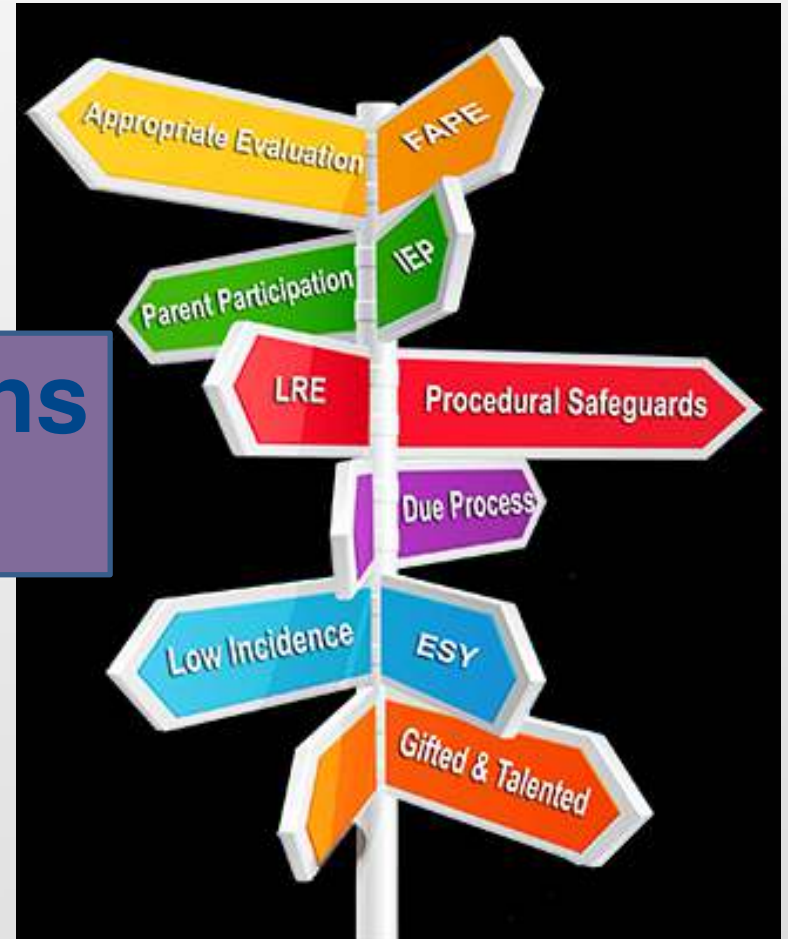 Appropriate Evaluation
FAPE
Parent Participation
IEP
ns
LRE
Procedural Safeguards
Due Process
Low Incidence
ESY
Gifted & Talented